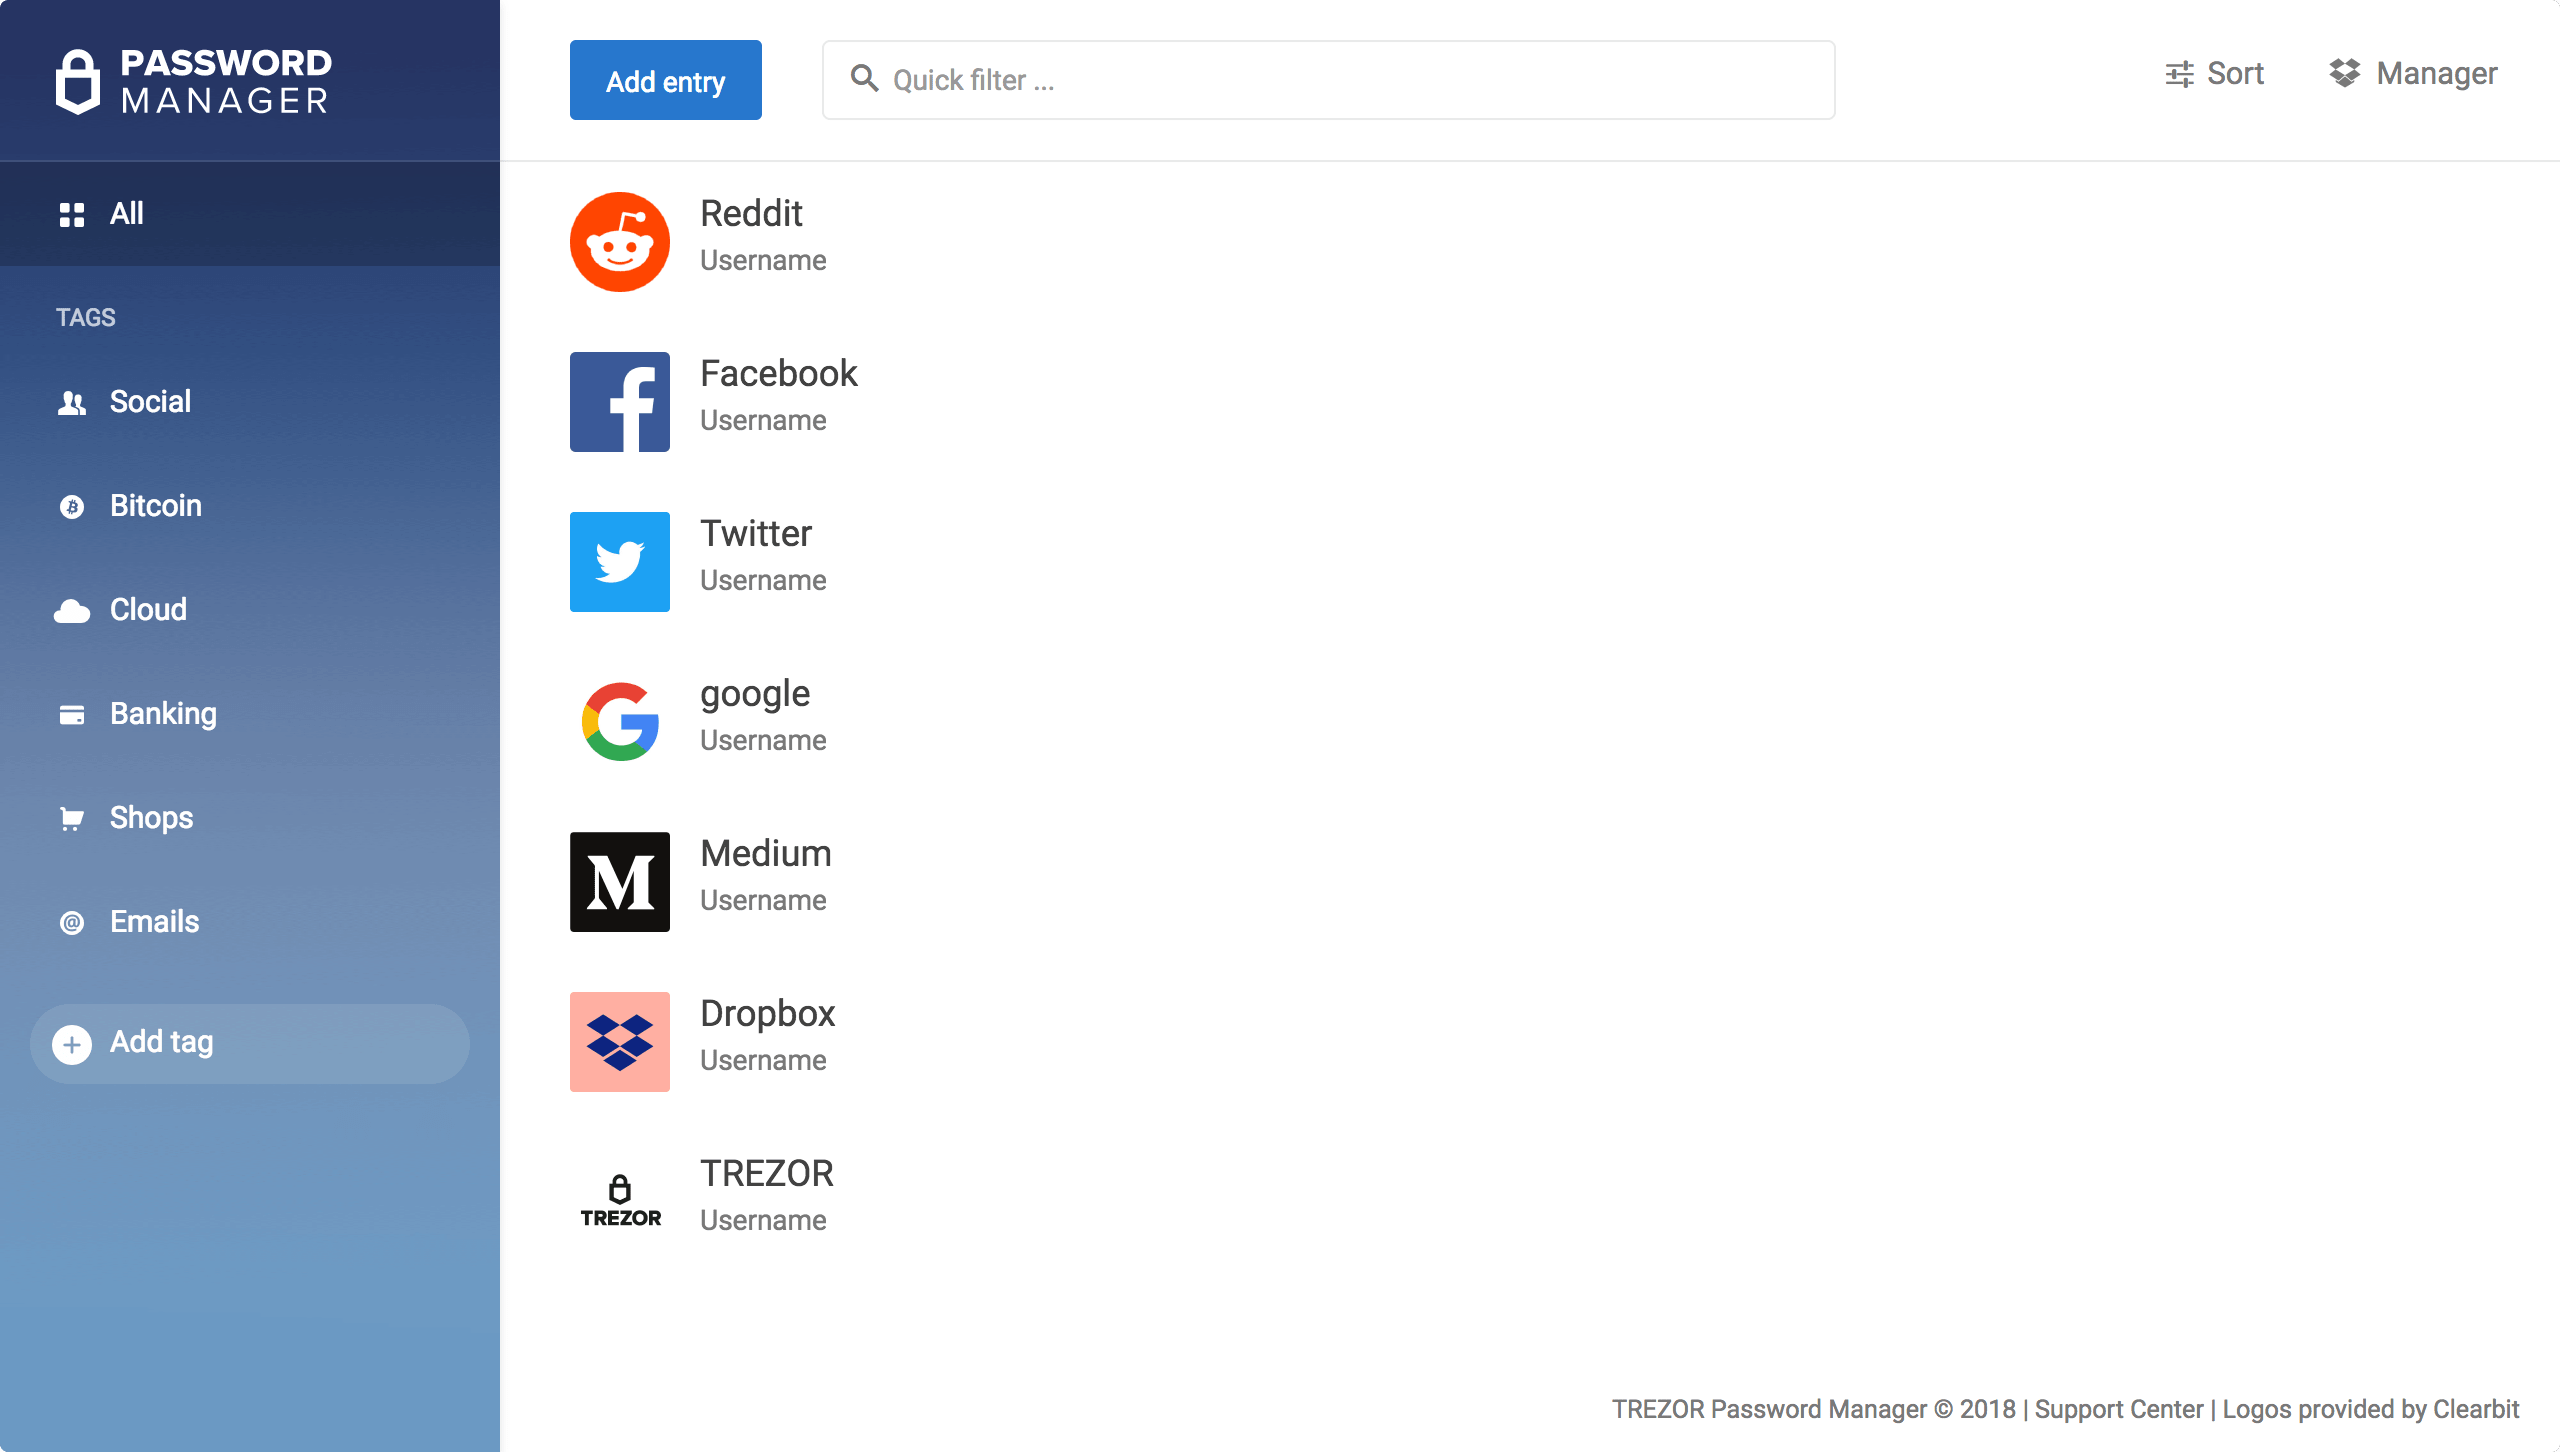 PASSWORD
MANAGER
All
TAGS
Social
Bitcoin
Cloud
Banking
Shops
Emails
Add tag
Add entry
Quick filter ...
Sort
Manager
Reddit
Username
Facebook
Username
Twitter
Username
google
Username
M
Medium
Username
Dropbox
Username
TREZOR
TREZOR
Username
TREZOR Password Manager © 2018 | Support Center | Logos provided by Clearbit